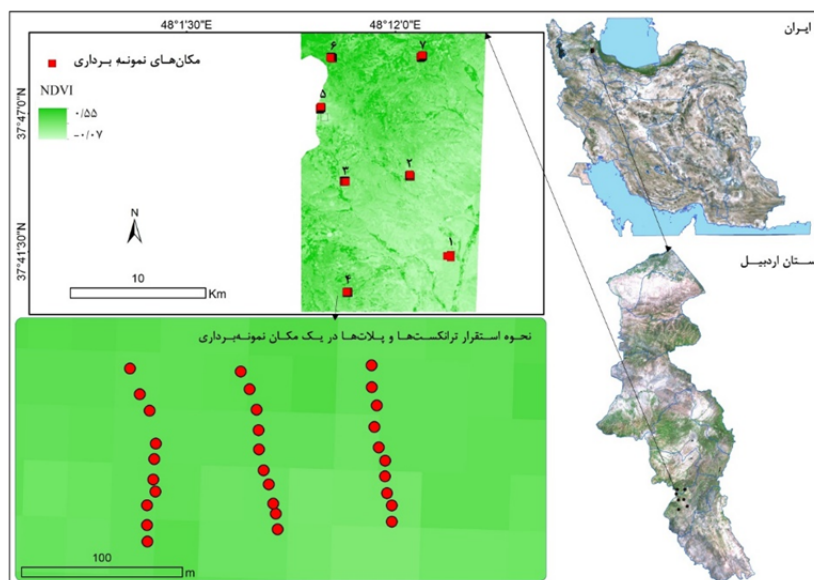 48°1'30"E
48°12'0"E
ایران
مکان‌های نمونه برداری
۶
۷
NDVI
۰/۵۵
-۰/۰۷
۵
37°47'0"N
۳
۲
N
37°41'30"N
۱
10
Km
۴
ستان اردبیل
نحوه استقرار ترانکست‌ها و پلات‌ها در یک مکان نمونه‌برداری
100
m